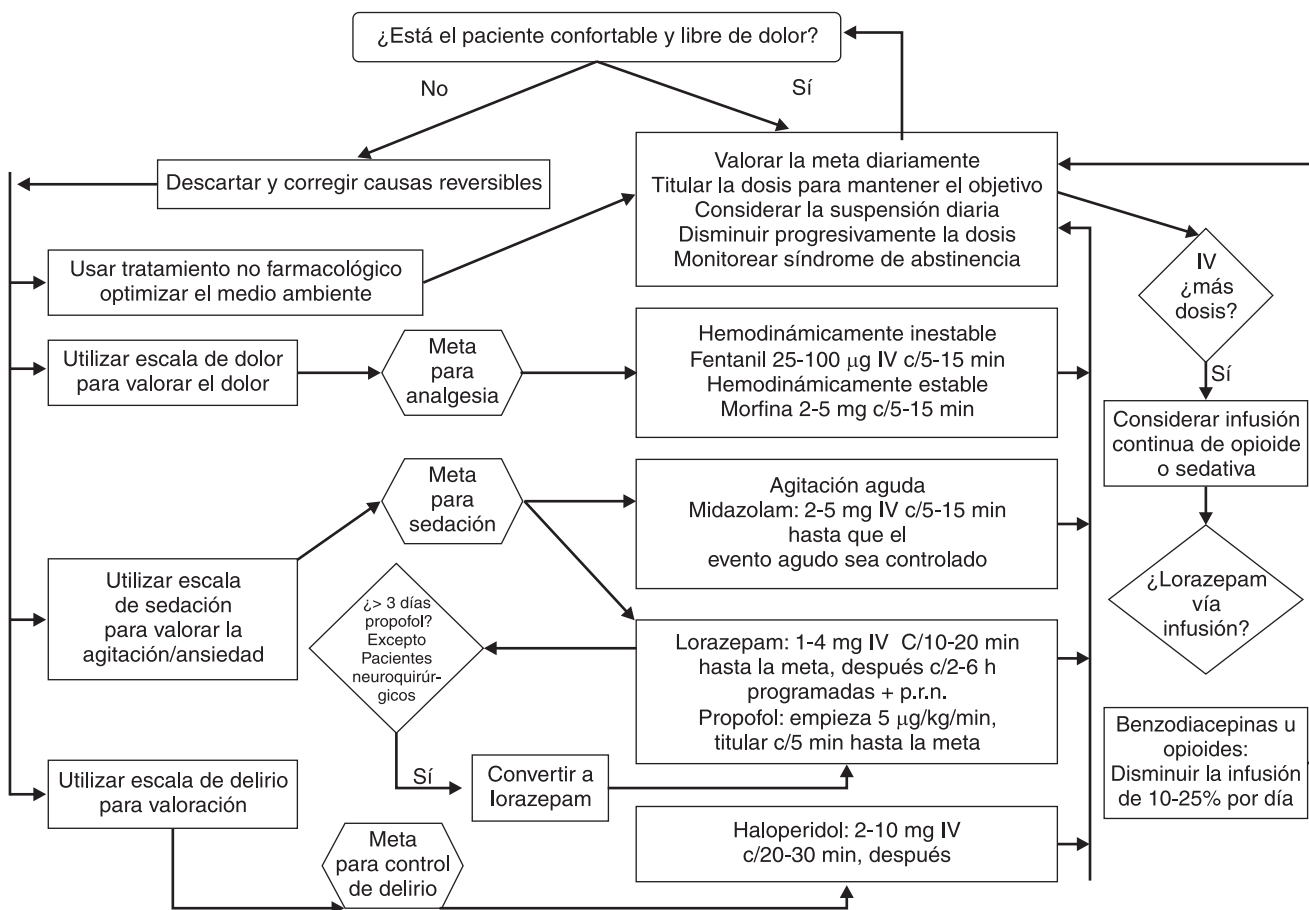 ¿Está el paciente confortable y libre de dolor?
No
Sí
Descartar y corregir causas reversibles
Valorar la meta diariamente
Titular la dosis para mantener el objetivo
Considerar la suspensión diaria
Disminuir progresivamente la dosis
Monitorear síndrome de abstinencia
Usar tratamiento no farmacológico
optimizar el medio ambiente
IV
¿más
dosis?
Utilizar escala de dolor
para valorar el dolor
Meta
para
analgesia
Hemodinámicamente inestable
Fentanil 25-100 µg IV c/5-15 min
Hemodinámicamente estable
Morfina 2-5 mg c/5-15 min
Sí
Considerar infusión
continua de opioide
o sedativa
Meta
para
sedación
Agitación aguda
Midazolam: 2-5 mg IV c/5-15 min
hasta que el
evento agudo sea controlado
Utilizar escala
de sedación
para valorar la
agitación/ansiedad
¿> 3 días
propofol?
Excepto
Pacientes
neuroquirúr-
gicos
Lorazepam: 1-4 mg IV C/10-20 min
hasta la meta, después c/2-6 h
programadas + p.r.n.
Propofol: empieza 5 µg/kg/min,
titular c/5 min hasta la meta
¿Lorazepam
vía
infusión?
Sí
Convertir a
lorazepam
Benzodiacepinas u
opioides:
Disminuir la infusión
de 10-25% por día
Utilizar escala de delirio
para valoración
Meta
para control
de delirio
Haloperidol: 2-10 mg IV
c/20-30 min, después